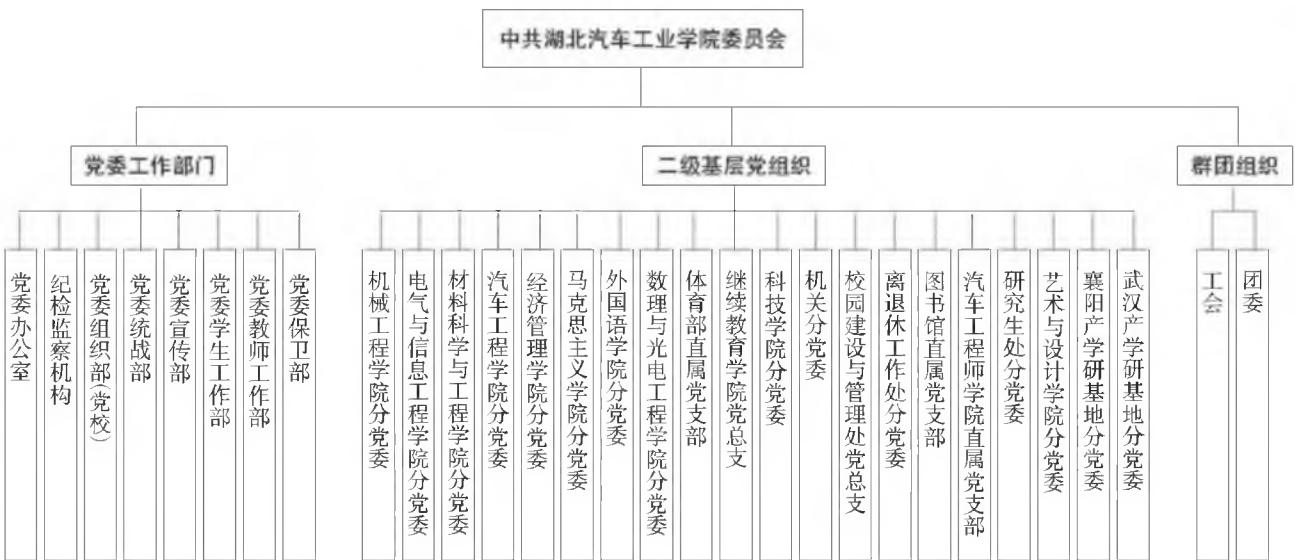 中共湖北汽车工业学院委员会
党委工作部门
二级基层党组织
群团组织
党委办公室
纪检监察机构
党委组织部(党校)
党委统战部
党委宣传部
党委学生工作部
党委教师工作部
党委保卫部
机械工程学院分党委
电气与信息工程学院分党委
材料科学与工程学院分党委
汽车工程学院分党委
经济管理学院分党委
马克思主义学院分党委
外国语学院分党委
数理与光电工程学院分党委
体育部直属党支部
继续教育学院党总支
科技学院分党委
机关分党委
校园建设与管理处党总支
离退休工作处分党委
图书馆直属党支部
汽车工程师学院直属党支部
研究生处分党委
艺术与设计学院分党委
襄阳产学研基地分党委
武汉产学研基地分党委
工会
团委